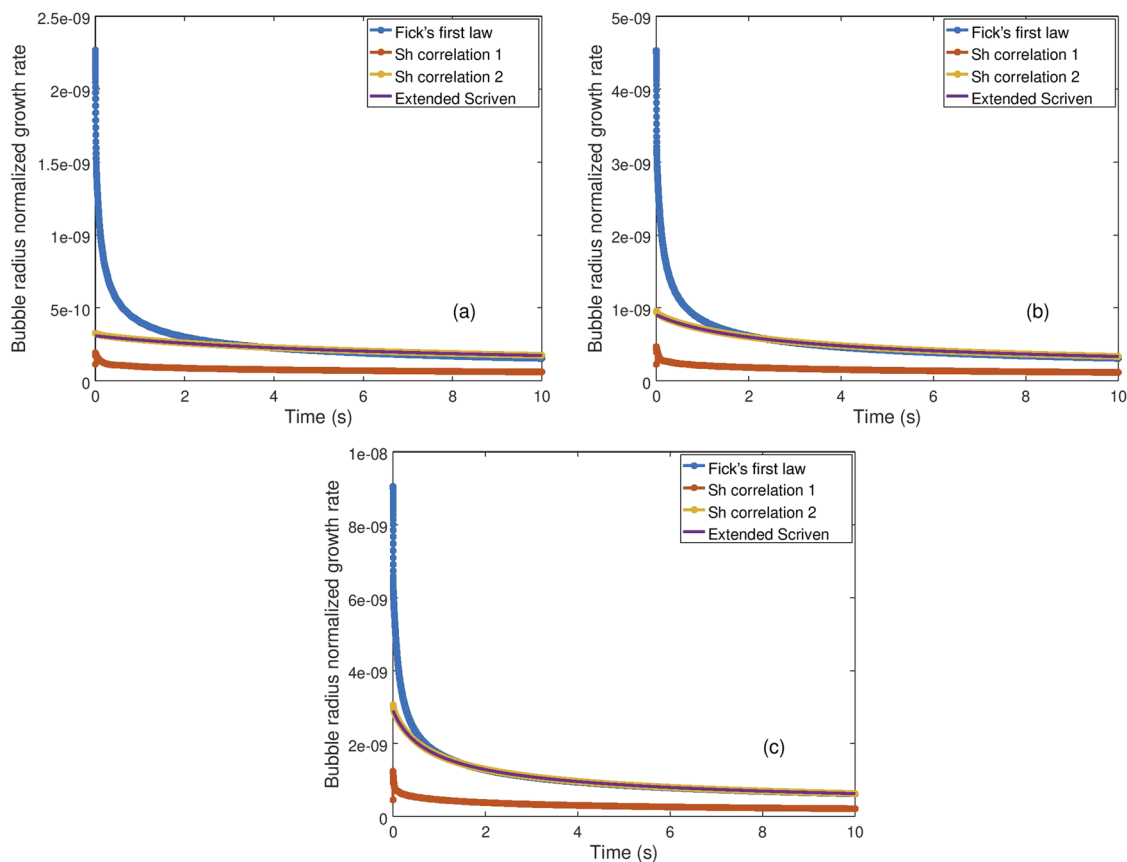 (a)
Bubble radius normalized growth rate
2.5e-09
2e-09
1.5e-09
1e-09
5e-10
0
0 2 4 6 8 10
Time (s)
Fick's first law
Sh correlation 1
Sh correlation 2
Extended Scriven
(b)
Bubble radius normalized growth rate
5e-09
4e-09
3e-09
2e-09
1e-09
0
0 2 4 6 8 10
Time (s)
Fick's first law
Sh correlation 1
Sh correlation 2
Extended Scriven
(c)
Bubble radius normalized growth rate
1e-08
8e-09
6e-09
4e-09
2e-09
0
0 2 4 6 8 10
Time (s)
Fick's first law
Sh correlation 1
Sh correlation 2
Extended Scriven